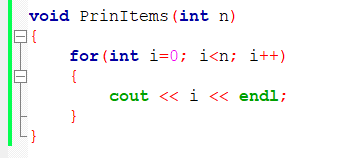 void PrinItems(int n)
{
    for(int i=0; i<n; i++)
    {
        cout << i << endl;
    }
}